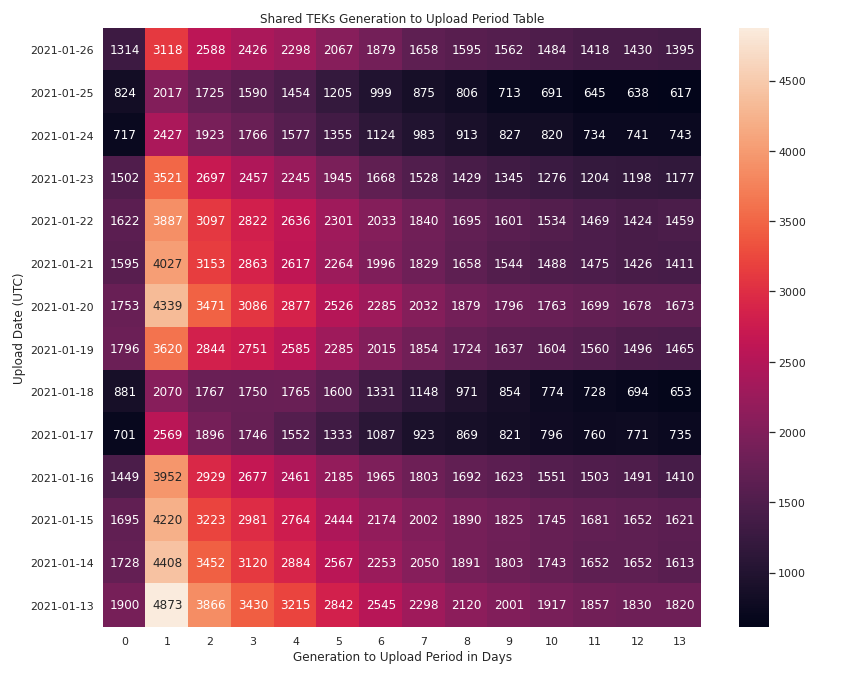 Shared TEKs Generation to Upload Period Table
2021-01-26 1314 3118 2588 2426 2298 2067 1879 1658 1595 1562 1484 1418 1430 1395
2021-01-25 824 2017 1725 1590 1454 1205 999 875 806 713 691 645 638 617
2021-01-24 717 2427 1923 1766 1577 1355 1124 983 913 827 820 734 741 743
2021-01-23 1502 3521 2697 2457 2245 1945 1668 1528 1429 1345 1276 1204 1198 1177
2021-01-22 1622 3887 3097 2822 2636 2301 2033 1840 1695 1601 1534 1469 1424 1459
2021-01-21 1595 4027 3153 2863 2617 2264 1996 1829 1658 1544 1488 1475 1426 1411
2021-01-20 1753 4339 3471 3086 2877 2526 2285 2032 1879 1796 1763 1699 1678 1673
2021-01-19 1796 3620 2844 2751 2585 2285 2015 1854 1724 1637 1604 1560 1496 1465
2021-01-18 881 2070 1767 1750 1765 1600 1331 1148 971 854 774 728 694 653
2021-01-17 701 2569 1896 1746 1552 1333 1087 923 869 821 796 760 771 735
2021-01-16 1449 3952 2929 2677 2461 2185 1965 1803 1692 1623 1551 1503 1491 1410
2021-01-15 1695 4220 3223 2981 2764 2444 2174 2002 1890 1825 1745 1681 1652 1621
2021-01-14 1728 4408 3452 3120 2884 2567 2253 2050 1891 1803 1743 1652 1652 1613
2021-01-13 1900 4873 3866 3430 3215 2842 2545 2298 2120 2001 1917 1857 1830 1820
0 1 2 3 4 5 6 7 8 9 10 11 12 13
Generation to Upload Period in Days
Upload Date (UTC)
4500
4000
3500
3000
2500
2000
1500
1000